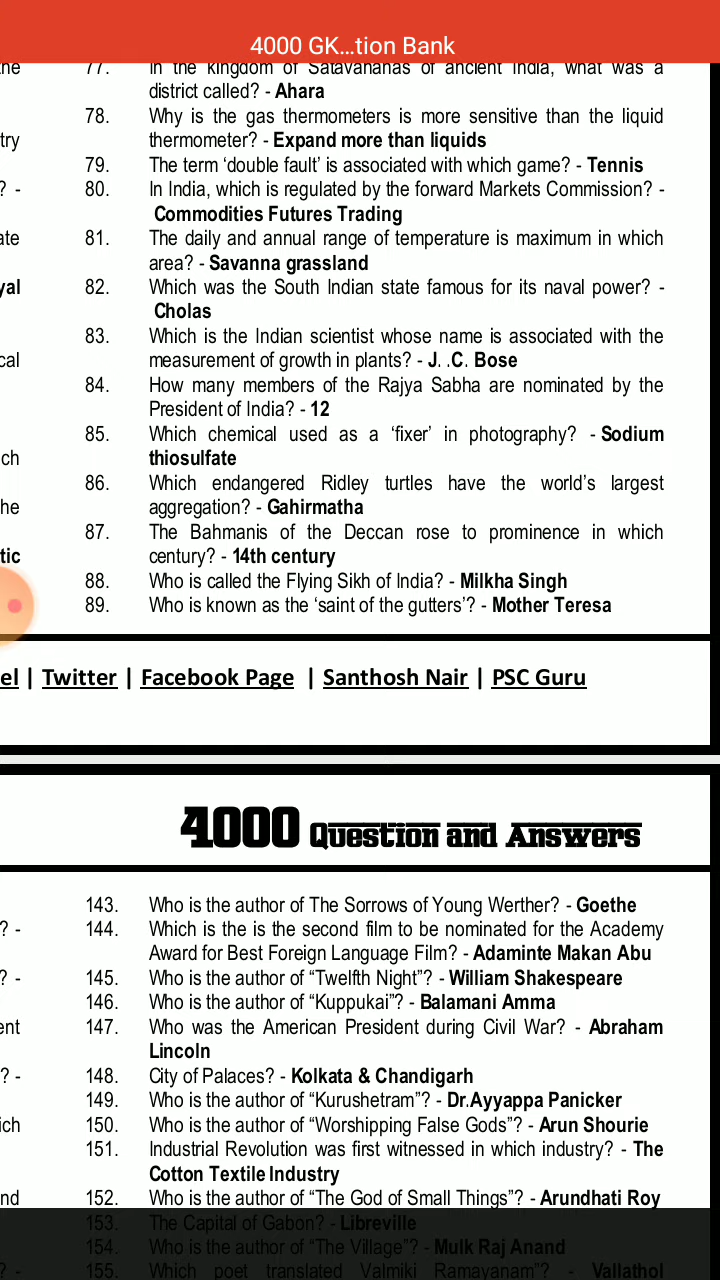 4000 GK...tion Bank
the
77. In the kingdom of Satavahanas of ancient India, what was a
district called? - Ahara
78. Why is the gas thermometers is more sensitive than the liquid
try
thermometer? - Expand more than liquids
79. The term ‘double fault’ is associated with which game? - Tennis
? -
80. In India, which is regulated by the forward Markets Commission? -
Commodities Futures Trading
ate
81. The daily and annual range of temperature is maximum in which
area? - Savanna grassland
yal
82. Which was the South Indian state famous for its naval power? -
Cholas
83. Which is the Indian scientist whose name is associated with the
cal
measurement of growth in plants? - J. .C. Bose
84. How many members of the Rajya Sabha are nominated by the
President of India? - 12
85. Which chemical used as a ‘fixer’ in photography? - Sodium
ch
thiosulfate
86. Which endangered Ridley turtles have the world’s largest
he
aggregation? - Gahirmatha
87. The Bahmanis of the Deccan rose to prominence in which
tic
century? - 14th century
88. Who is called the Flying Sikh of India? - Milkha Singh
89. Who is known as the ‘saint of the gutters’? - Mother Teresa
el | Twitter | Facebook Page | Santhosh Nair | PSC Guru
4000 Question and Answers
143. Who is the author of The Sorrows of Young Werther? - Goethe
? -
144. Which is the is the second film to be nominated for the Academy
Award for Best Foreign Language Film? - Adaminte Makan Abu
? -
145. Who is the author of “Twelfth Night”? - William Shakespeare
146. Who is the author of “Kuppukai”? - Balamani Amma
ent
147. Who was the American President during Civil War? - Abraham
Lincoln
? -
148. City of Palaces? - Kolkata & Chandigarh
149. Who is the author of “Kurushetram”? - Dr.Ayyappa Panicker
ich
150. Who is the author of “Worshipping False Gods”? - Arun Shourie
151. Industrial Revolution was first witnessed in which industry? - The
Cotton Textile Industry
nd
152. Who is the author of “The God of Small Things”? - Arundhati Roy
153. The Capital of Gabon? - Libreville
154. Who is the author of “The Village”? - Mulk Raj Anand
? -
155. Which poet translated Valmiki Ramayanam”? - Vallathol